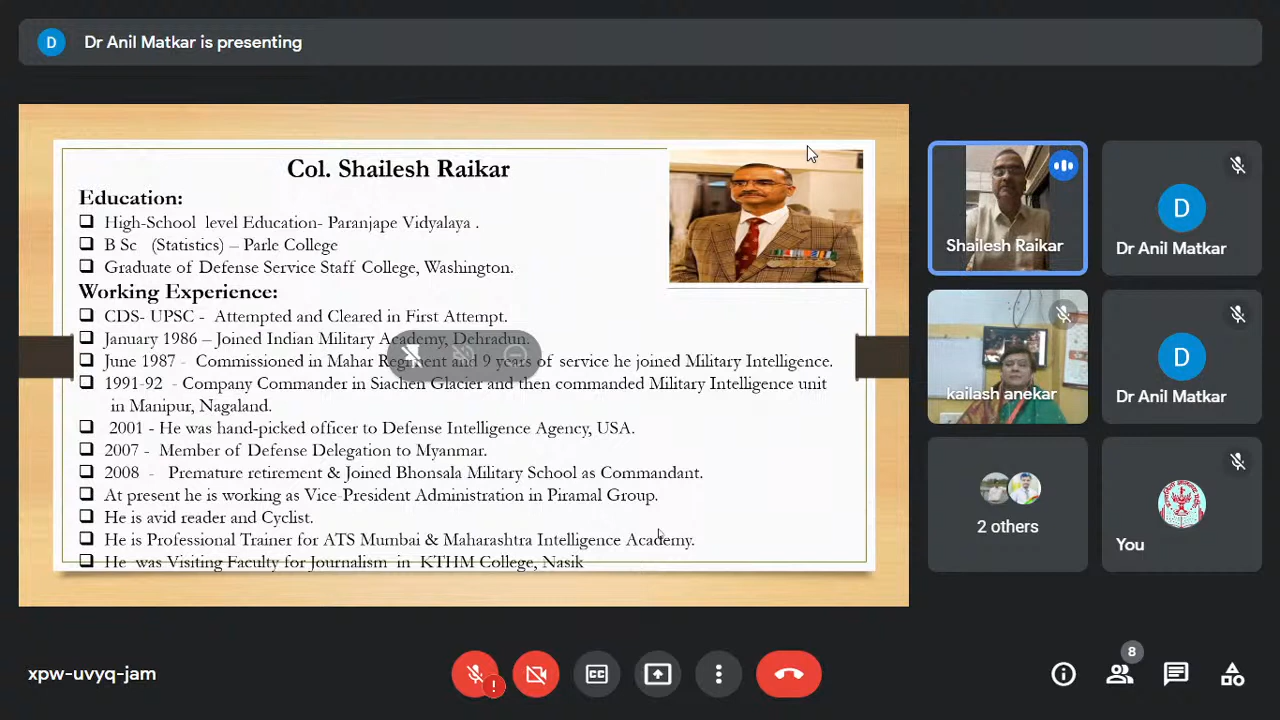 D Dr Anil Matkar is presenting
Col. Shailesh Raikar
Education:
High-School level Education- Paranjape Vidyalaya .
B Sc (Statistics) – Parle College
Graduate of Defense Service Staff College, Washington.
Working Experience:
CDS- UPSC - Attempted and Cleared in First Attempt.
January 1986 – Joined Indian Military Academy, Dehradun.
June 1987 - Commissioned in Mahar Regiment and 9 years of service he joined Military Intelligence.
1991-92 - Company Commander in Siachen Glacier and then commanded Military Intelligence unit
in Manipur, Nagaland.
2001 - He was hand-picked officer to Defense Intelligence Agency, USA.
2007 - Member of Defense Delegation to Myanmar.
2008 - Premature retirement & Joined Bhonsala Military School as Commandant.
At present he is working as Vice-President Administration in Piramal Group.
He is avid reader and Cyclist.
He is Professional Trainer for ATS Mumbai & Maharashtra Intelligence Academy.
He was Visiting Faculty for Journalism in KTHM College, Nasik
Shailesh Raikar
D
Dr Anil Matkar
kailash anekar
D
Dr Anil Matkar
2 others
You
xpw-uvyq-jam
!
CC
8